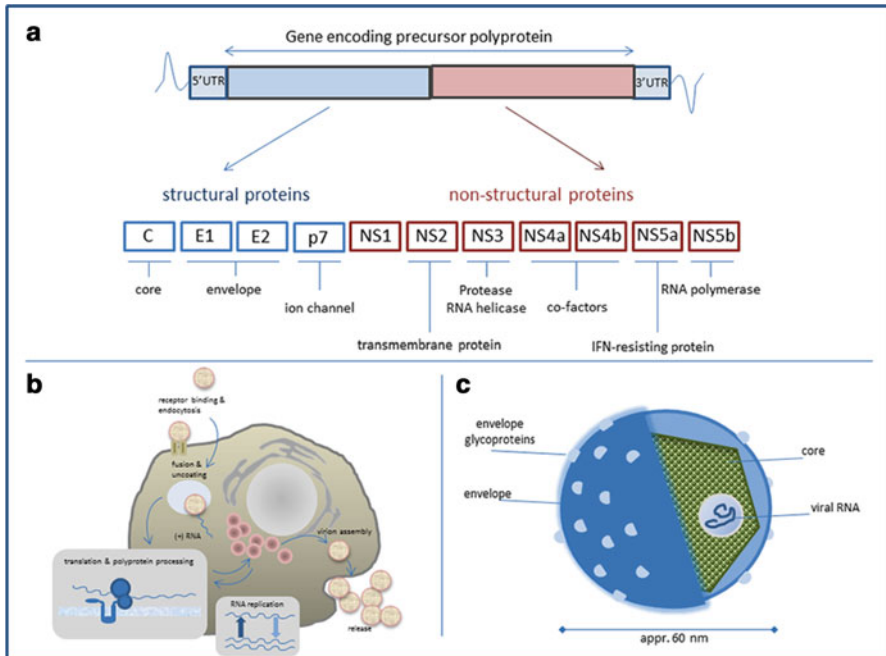 a
Gene encoding precursor polyprotein
5'UTR
3'UTR
structural proteins
non-structural proteins
C E1 E2 p7 NS1 NS2 NS3 NS4a NS4b NS5a NS5b
core
envelope
ion channel
transmembrane protein
Protease
RNA helicase
co-factors
IFN-resisting protein
RNA polymerase
b
receptor binding &
endocytosis
fusion &
uncoating
(+) RNA
translation & polyprotein processing
RNA replication
virion assembly
release
c
envelope
glycoproteins
envelope
core
viral RNA
appr. 60 nm